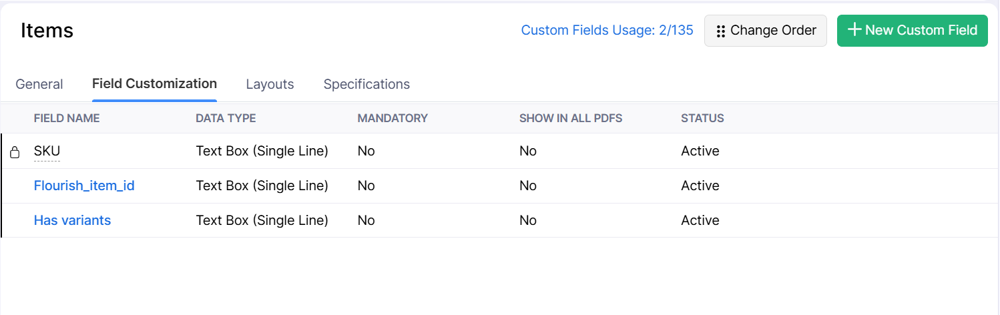 Items
Custom Fields Usage: 2/135
Change Order
New Custom Field
General Field Customization Layouts Specifications
FIELD NAME DATA TYPE MANDATORY SHOW IN ALL PDFS STATUS
SKU Text Box (Single Line) No No Active
Flourish_item_id Text Box (Single Line) No No Active
Has variants Text Box (Single Line) No No Active